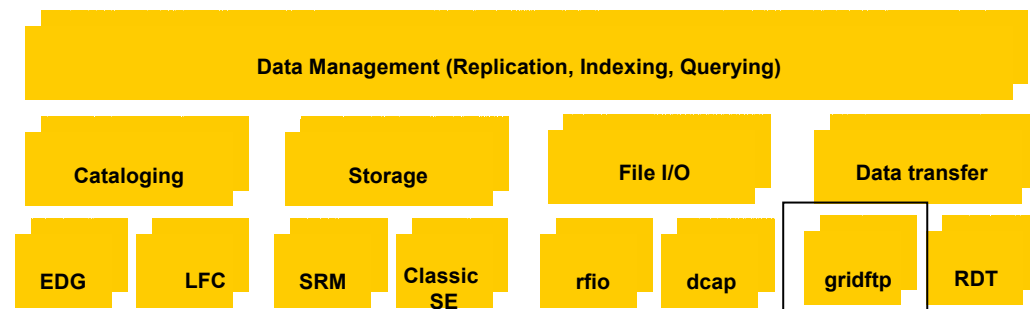 Data Management (Replication, Indexing, Querying)
Cataloging
Storage
File I/O
Data transfer
EDG
LFC
SRM
Classic
SE
rfio
dcap
gridftp
RDT